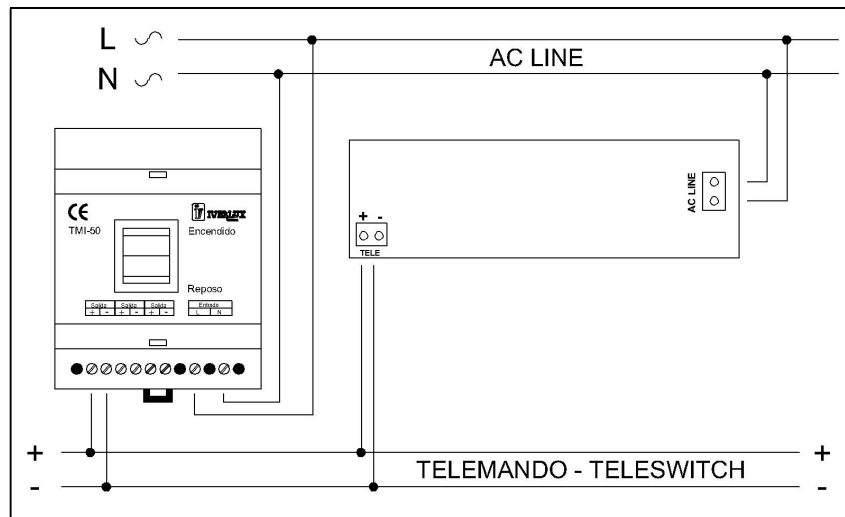 L
AC LINE
N
CE
IVERLUX
TMI-50
Encendido
Reposo
Salida Salida Salida Entrada
+ - + - + - L N
+ -
TELE
AC LINE
+ +
TELEMANDO - TELESWITCH
- -